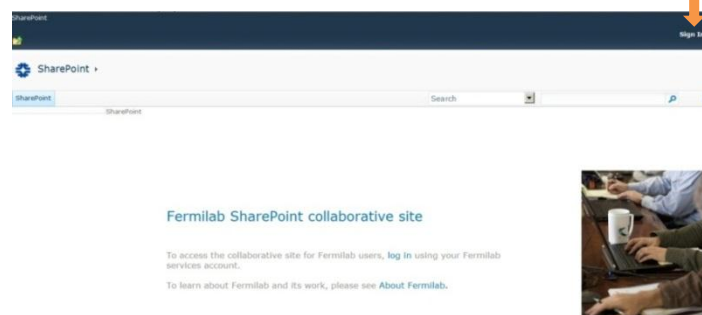 SharePoint
Sign In
SharePoint
SharePoint
Search
SharePoint
Fermilab SharePoint collaborative site
To access the collaborative site for Fermilab users, log in using your Fermilab
services account.
To learn about Fermilab and its work, please see About Fermilab.